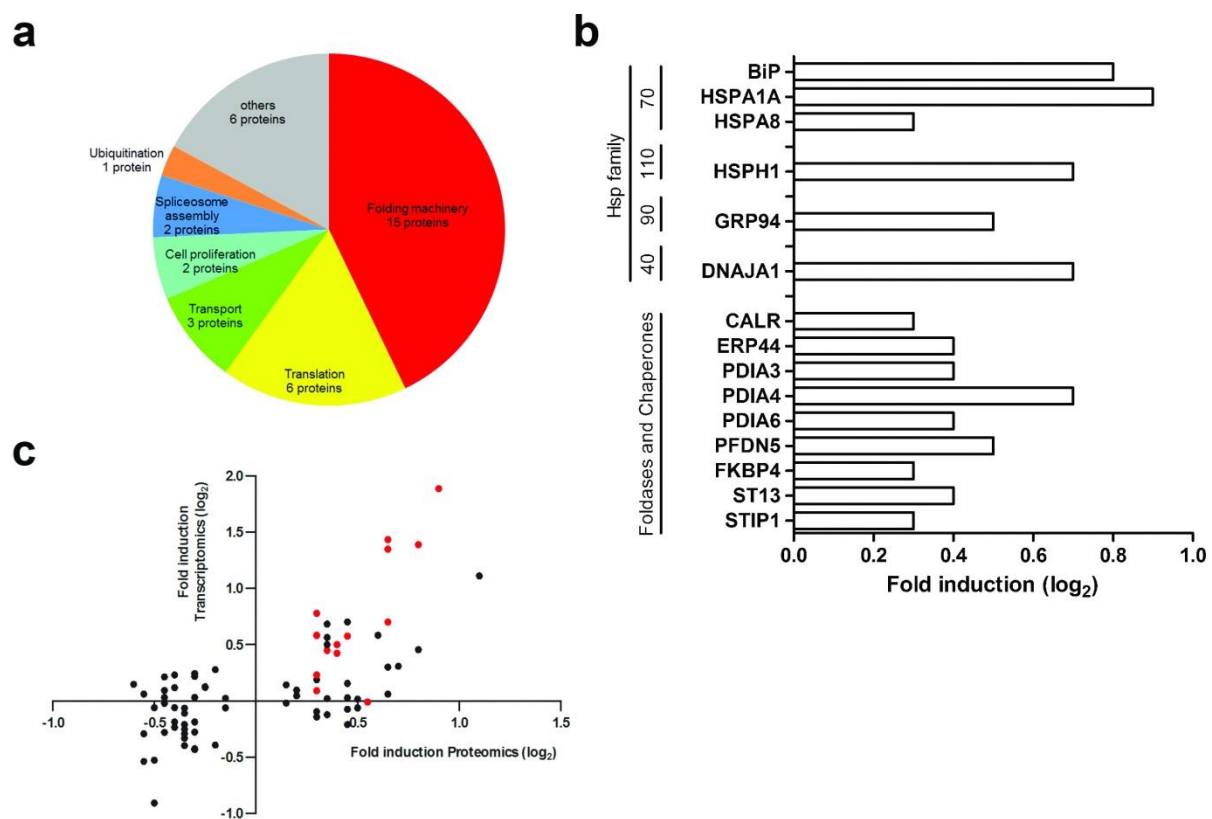 a
others
6 proteins
Ubiquitination
1 protein
Spliceosome
assembly
2 proteins
Cell proliferation
2 proteins
Transport
3 proteins
Translation
6 proteins
Folding machinery
15 proteins
b
Hsp family
70
110
90
40
Foldases and Chaperones
BiP
HSPA1A
HSPA8
HSPH1
GRP94
DNAJA1
CALR
ERP44
PDIA3
PDIA4
PDIA6
PFDN5
FKBP4
ST13
STIP1
0.0 0.2 0.4 0.6 0.8 1.0
Fold induction (log2)
c
Fold induction
Transcriptomics (log2)
2.0
1.5
1.0
0.5
-1.0 -0.5 0.5 1.0 1.5
Fold induction Proteomics (log2)
-0.5
-1.0